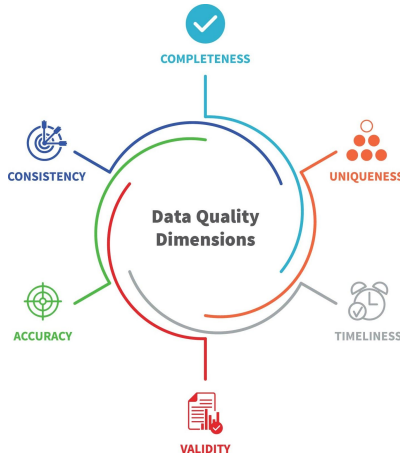 COMPLETENESS
CONSISTENCY
UNIQUENESS
Data Quality
Dimensions
ACCURACY
TIMELINESS
VALIDITY